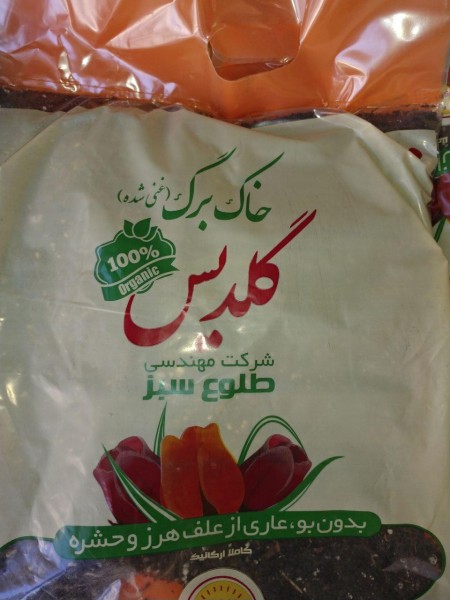 خاک برگ (غنی شده)
100%
Organic
گلدیس
شرکت مهندسی
طلوع سبز
بدون بو، عاری از علف هرز و حشره
کاملا ارگانیک